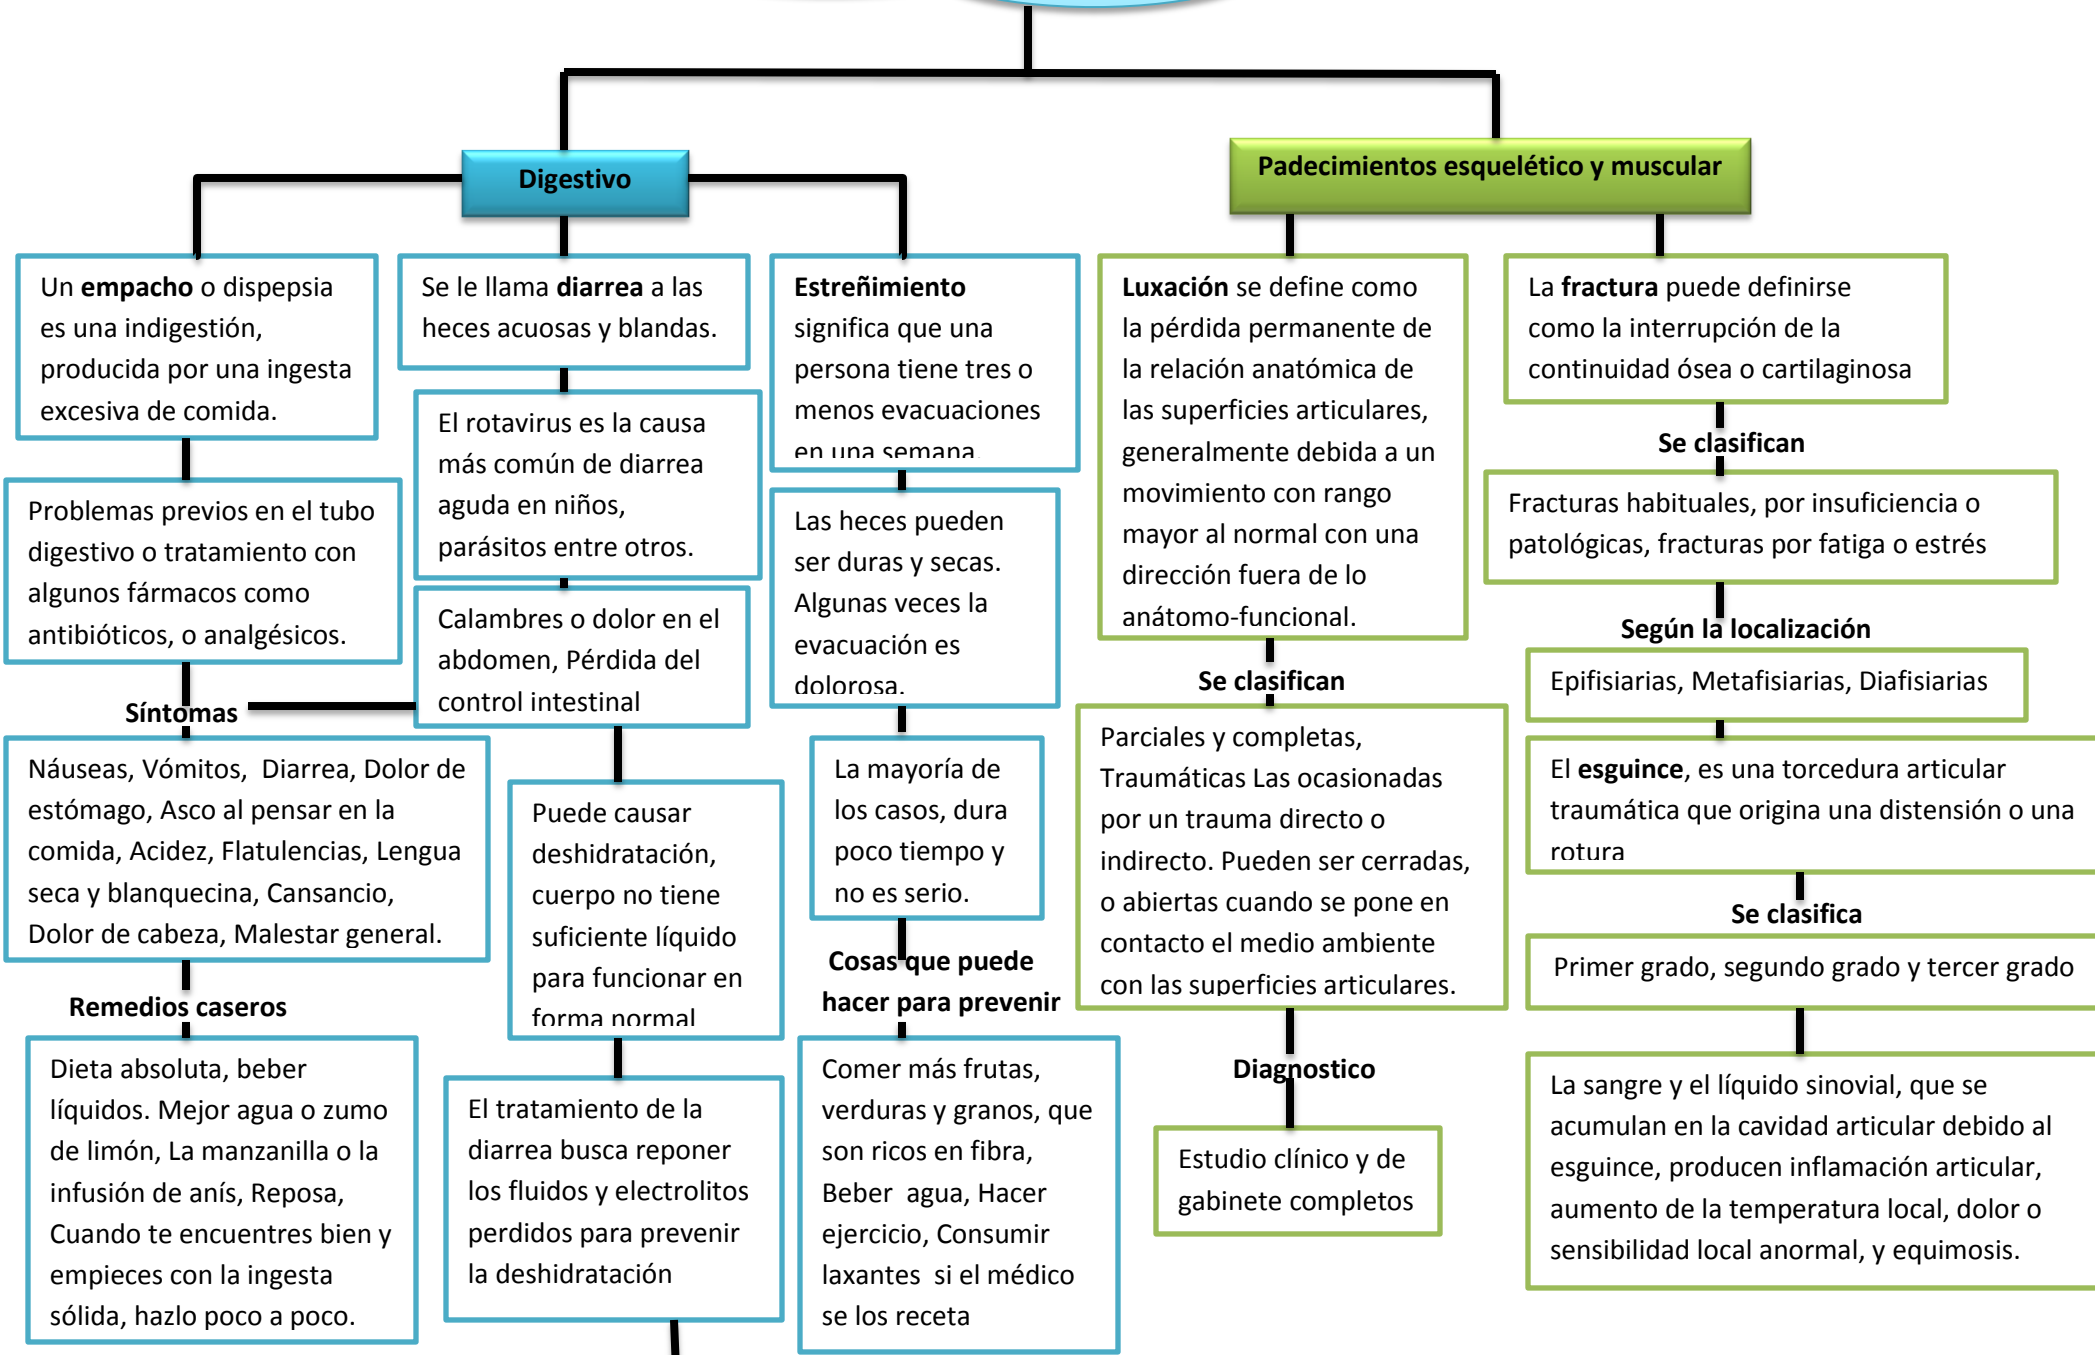 Digestivo
Padecimientos esquelético y muscular
Un empacho o dispepsia
es una indigestión,
producida por una ingesta
excesiva de comida.
Problemas previos en el tubo
digestivo o tratamiento con
algunos fármacos como
antibióticos, o analgésicos.
Síntomas
Náuseas, Vómitos,  Diarrea, Dolor de
estómago, Asco al pensar en la
comida, Acidez, Flatulencias, Lengua
seca y blanquecina, Cansancio,
Dolor de cabeza, Malestar general.
Remedios caseros
Dieta absoluta, beber
líquidos. Mejor agua o zumo
de limón, La manzanilla o la
infusión de anís, Reposa,
Cuando te encuentres bien y
empieces con la ingesta
sólida, hazlo poco a poco.
Se le llama diarrea a las
heces acuosas y blandas.
El rotavirus es la causa
más común de diarrea
aguda en niños,
parásitos entre otros.
Calambres o dolor en el
abdomen, Pérdida del
control intestinal
Puede causar
deshidratación,
cuerpo no tiene
suficiente líquido
para funcionar en
forma normal
El tratamiento de la
diarrea busca reponer
los fluidos y electrolitos
perdidos para prevenir
la deshidratación
Estreñimiento
significa que una
persona tiene tres o
menos evacuaciones
en una semana.
Las heces pueden
ser duras y secas.
Algunas veces la
evacuación es
dolorosa.
La mayoría de
los casos, dura
poco tiempo y
no es serio.
Cosas que puede
hacer para prevenir
Comer más frutas,
verduras y granos, que
son ricos en fibra,
Beber  agua, Hacer
ejercicio, Consumir
laxantes  si el médico
se los receta
Luxación se define como
la pérdida permanente de
la relación anatómica de
las superficies articulares,
generalmente debida a un
movimiento con rango
mayor al normal con una
dirección fuera de lo
anátomo-funcional.
Se clasifican
Parciales y completas,
Traumáticas Las ocasionadas
por un trauma directo o
indirecto. Pueden ser cerradas,
o abiertas cuando se pone en
contacto el medio ambiente
con las superficies articulares.
Diagnostico
Estudio clínico y de
gabinete completos
La fractura puede definirse
como la interrupción de la
continuidad ósea o cartilaginosa
Se clasifican
Fracturas habituales, por insuficiencia o
patológicas, fracturas por fatiga o estrés
Según la localización
Epifisiarias, Metafisiarias, Diafisiarias
El esguince, es una torcedura articular
traumática que origina una distensión o una
rotura
Se clasifica
Primer grado, segundo grado y tercer grado
La sangre y el líquido sinovial, que se
acumulan en la cavidad articular debido al
esguince, producen inflamación articular,
aumento de la temperatura local, dolor o
sensibilidad local anormal, y equimosis.